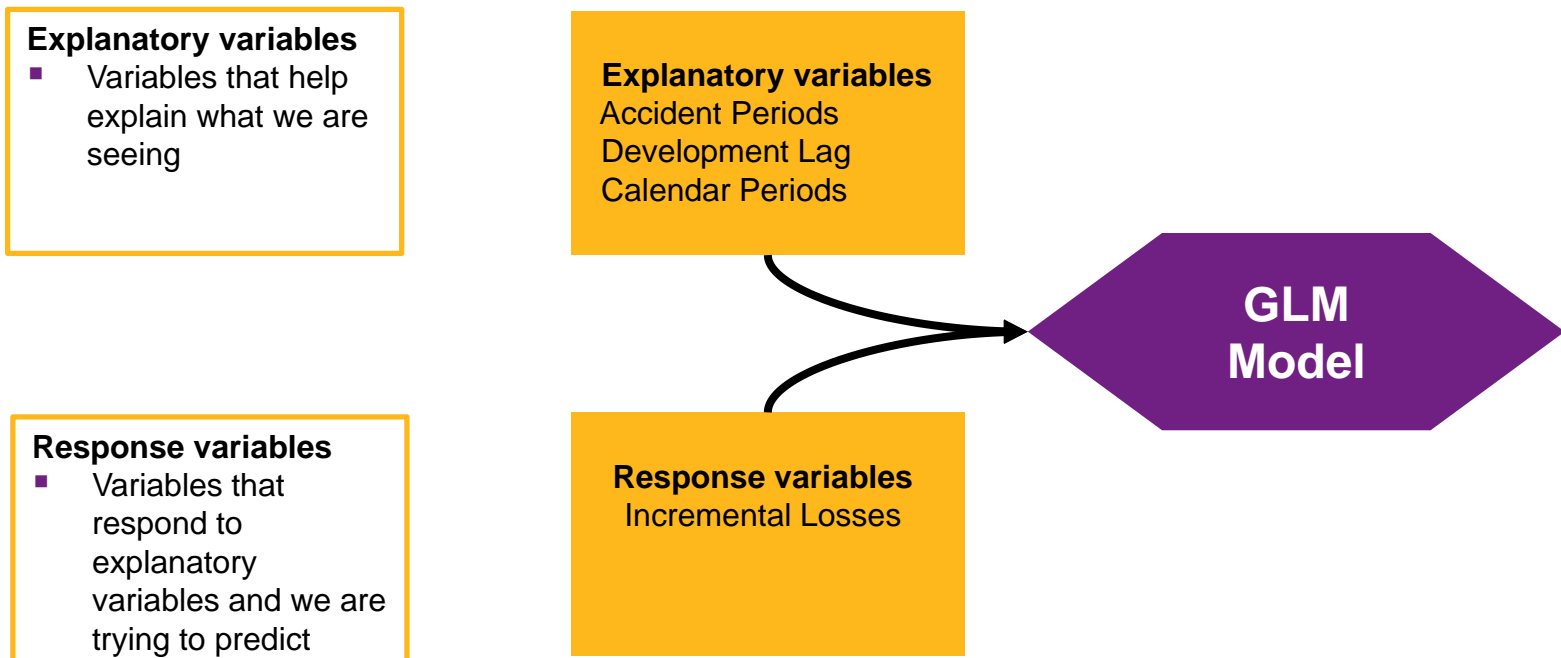 Explanatory variables
▪ Variables that help
explain what we are
seeing
Explanatory variables
Accident Periods
Development Lag
Calendar Periods
GLM
Model
Response variables
▪ Variables that
respond to
explanatory
variables and we are
trying to predict
Response variables
Incremental Losses